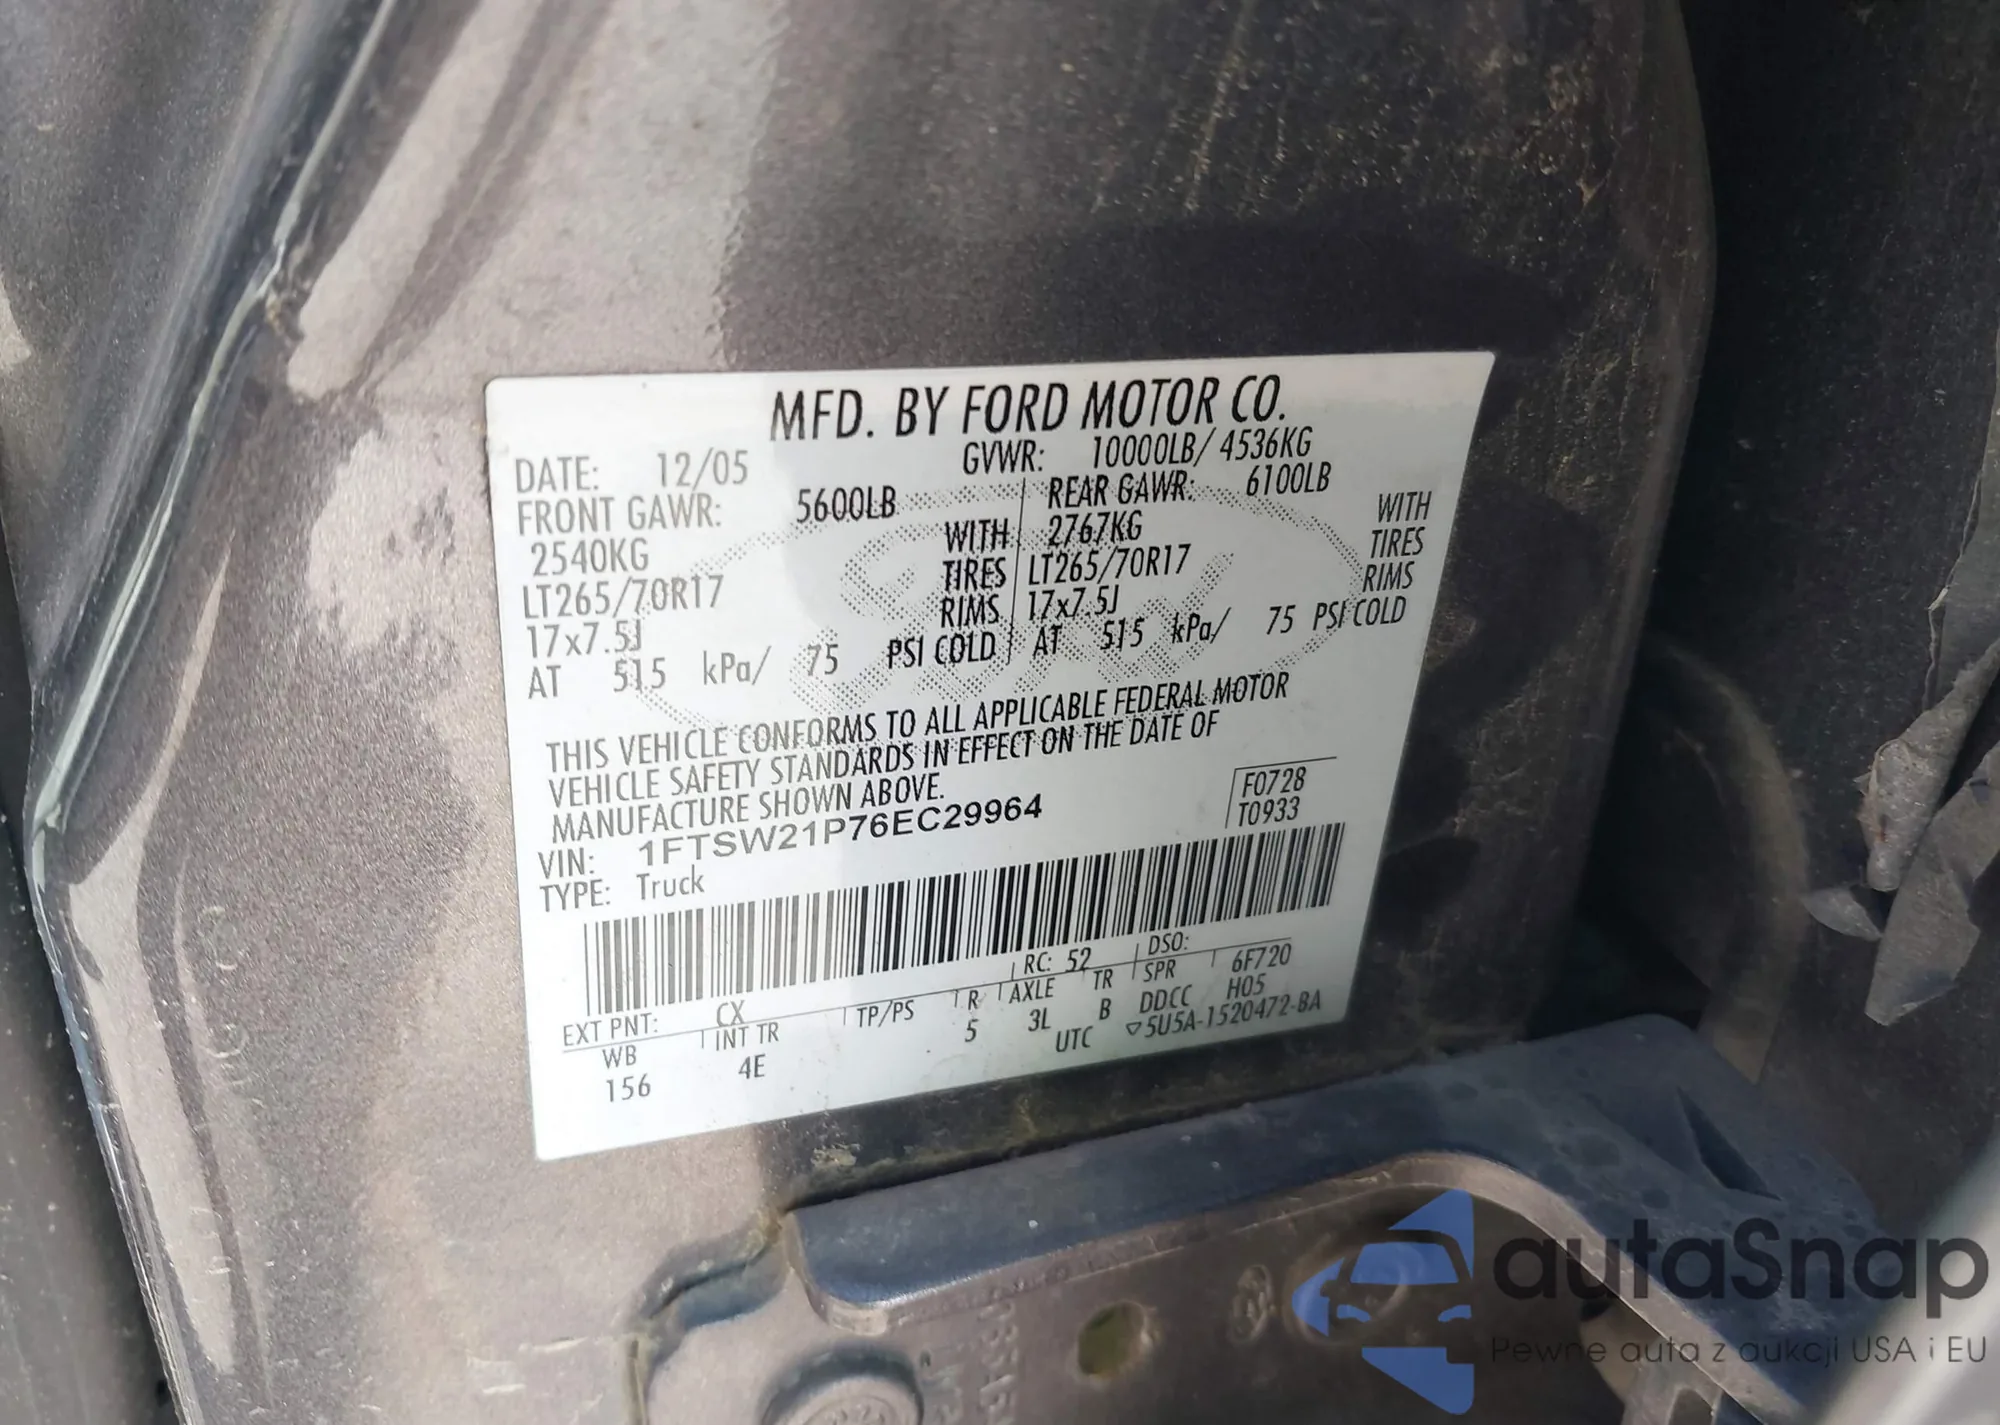 MFD. BY FORD MOTOR CO.
DATE: 12/05 GVWR: 10000LB/ 4536KG
FRONT GAWR: 5600LB REAR GAWR: 6100LB
2540KG WITH 2767KG WITH
LT265/70R17 TIRES LT265/70R17 TIRES
17x7.5J RIMS 17x7.5J RIMS
AT 515 kPa/ 75 PSI COLD AT 515 kPa/ 75 PSI COLD
THIS VEHICLE CONFORMS TO ALL APPLICABLE FEDERAL MOTOR
VEHICLE SAFETY STANDARDS IN EFFECT ON THE DATE OF
MANUFACTURE SHOWN ABOVE.
VIN: 1FTSW21P76EC29964
F0728
T0933
TYPE: Truck
EXT PNT: CX RC: 52 DSO:
WB INT TR TP/PS R AXLE TR SPR 6F720
156 4E 5 3L B DDCC H05
UTC ▽5U5A-1520472-BA
autaSnap
Pewne auta z aukcji USA i EU